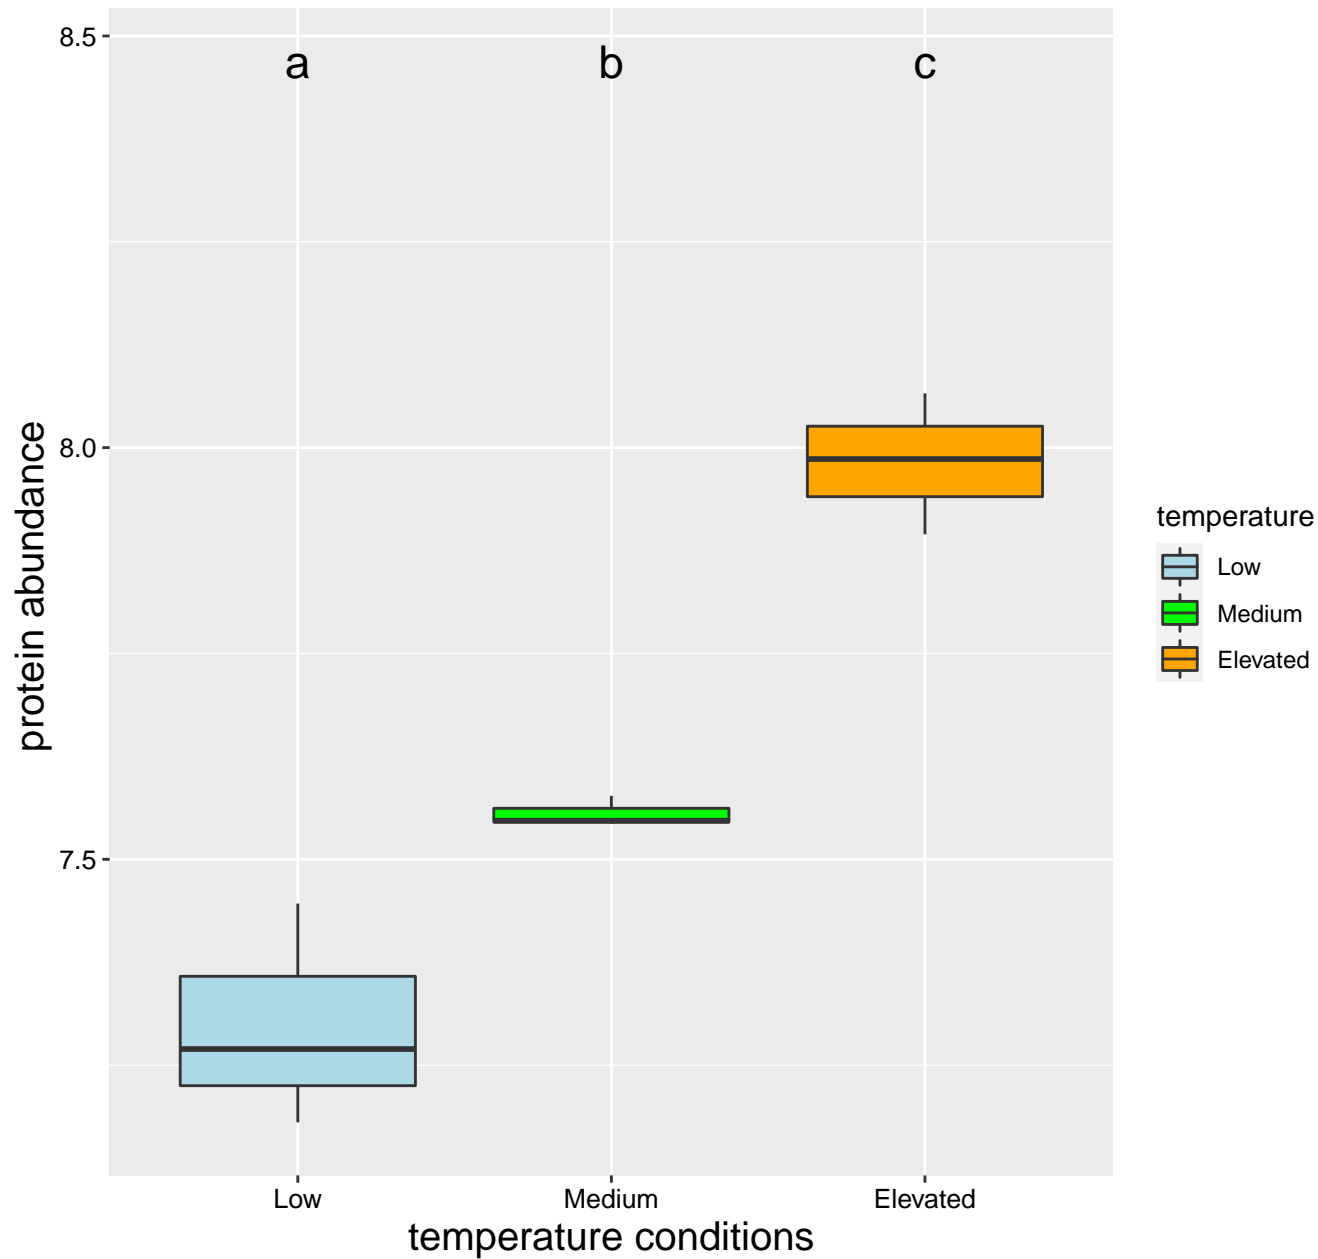 8.5
a b c
8.0
7.5
protein abundance
Low Medium Elevated
temperature conditions
temperature
Low
Medium
Elevated